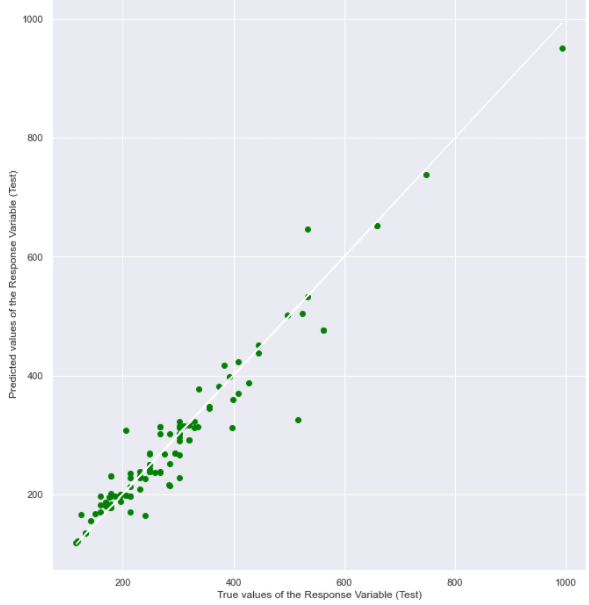 1000
800
600
400
200
Predicted values of the Response Variable (Test)
200 400 600 800 1000
True values of the Response Variable (Test)